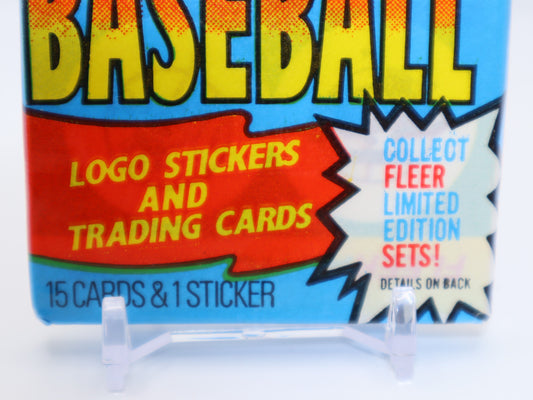 BASEBALL
LOGO STICKERS
AND
TRADING CARDS
COLLECT
FLEER
LIMITED
EDITION
SETS!
DETAILS ON BACK
15 CARDS & 1 STICKER